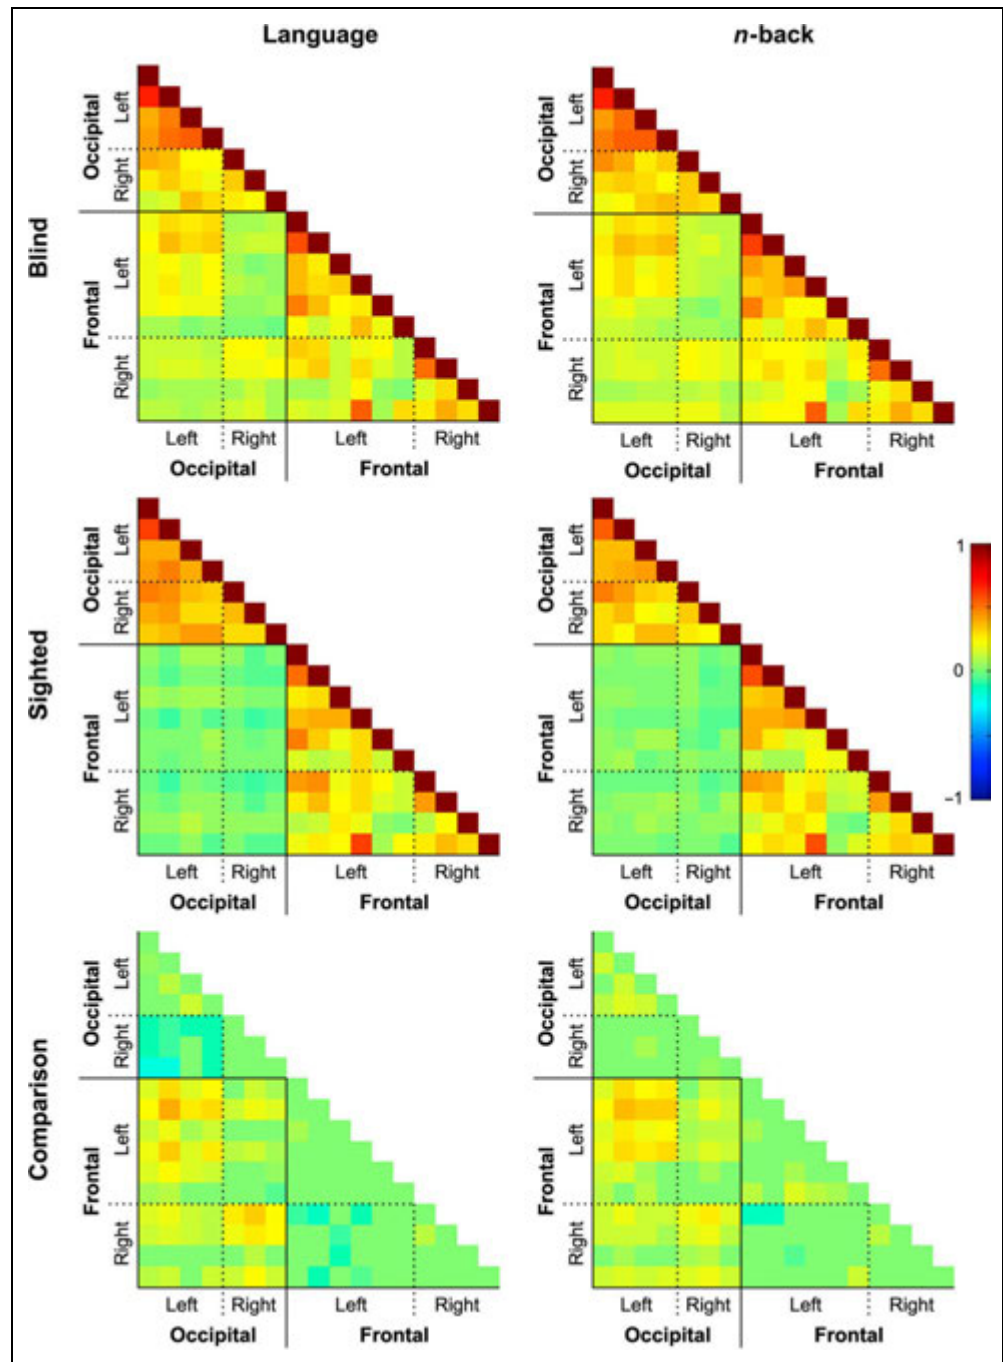 Language
n-back
Blind
Occipital
Left
Right
Frontal
Left
Right
Left Right Left Right
Occipital Frontal
Occipital
Left
Right
Frontal
Left
Right
Left Right Left Right
Occipital Frontal
Sighted
Occipital
Left
Right
Frontal
Left
Right
Left Right Left Right
Occipital Frontal
Occipital
Left
Right
Frontal
Left
Right
Left Right Left Right
Occipital Frontal
1
0
−1
Comparison
Occipital
Left
Right
Frontal
Left
Right
Left Right Left Right
Occipital Frontal
Occipital
Left
Right
Frontal
Left
Right
Left Right Left Right
Occipital Frontal